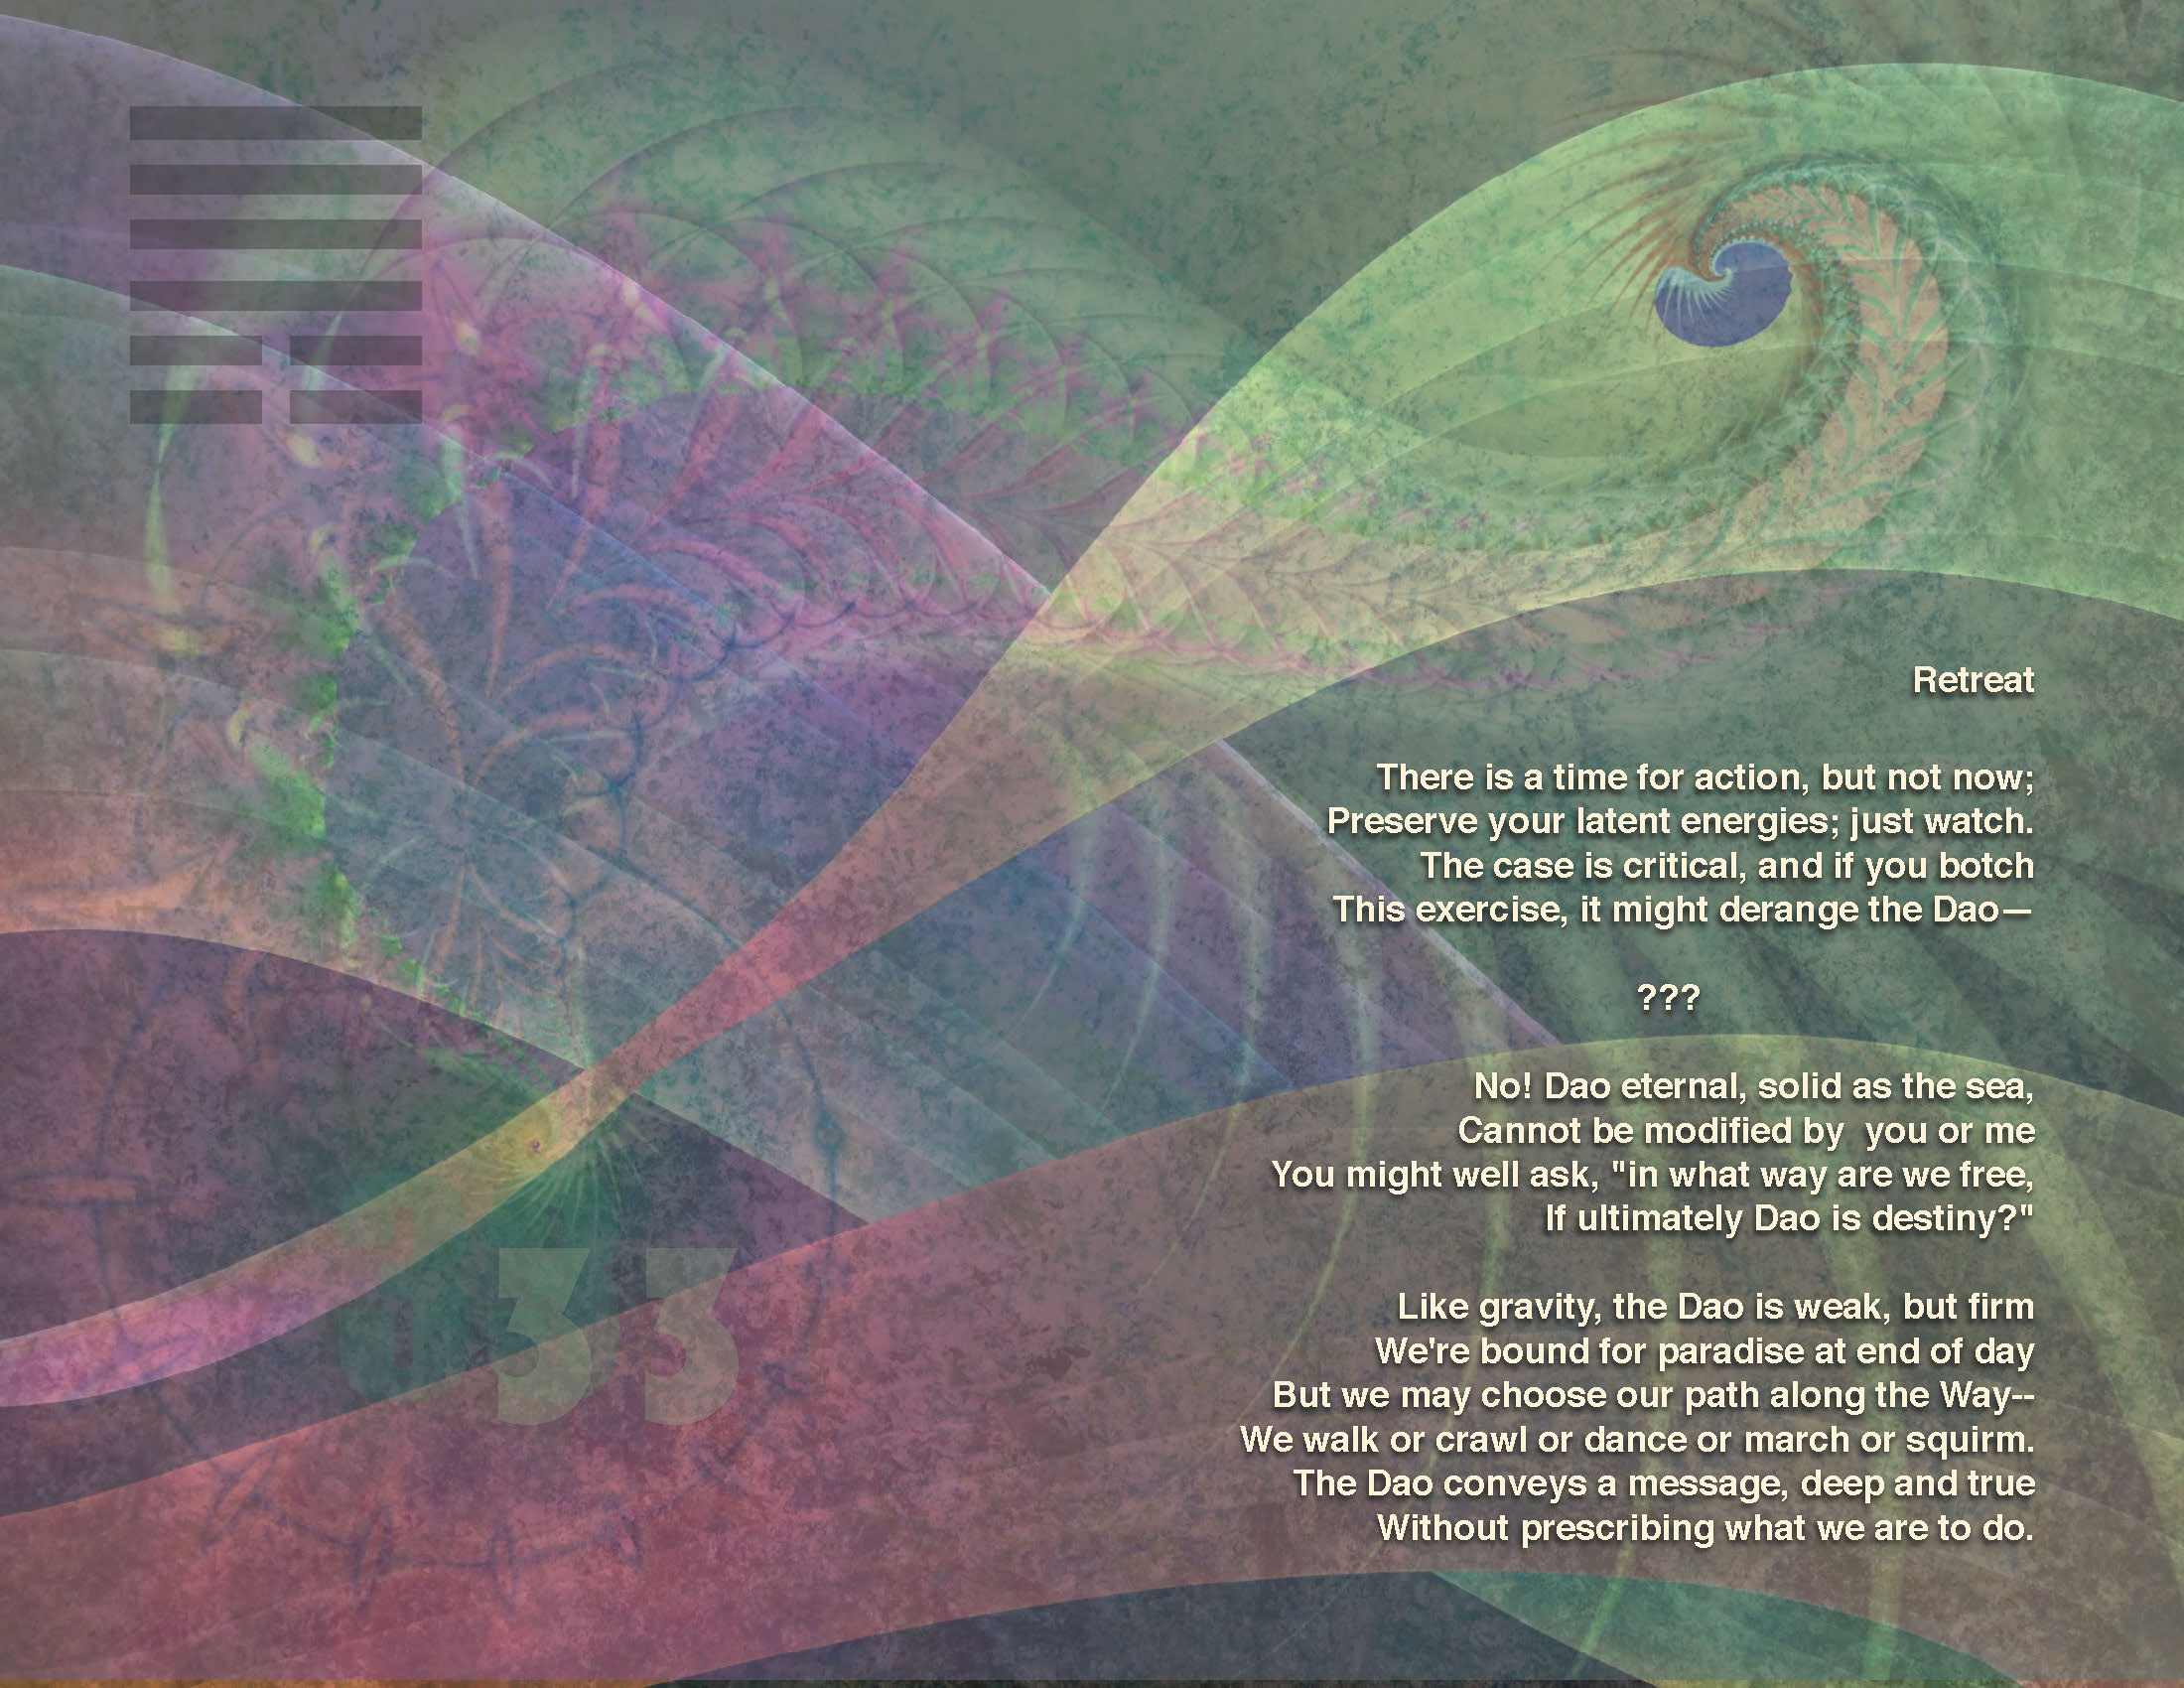 Retreat
There is a time for action, but not now;
Preserve your latent energies; just watch.
The case is critical, and if you botch
This exercise, it might derange the Dao—
???
No! Dao eternal, solid as the sea,
Cannot be modified by  you or me
You might well ask, "in what way are we free,
If ultimately Dao is destiny?"
Like gravity, the Dao is weak, but firm
We're bound for paradise at end of day
But we may choose our path along the Way--
We walk or crawl or dance or march or squirm.
The Dao conveys a message, deep and true
Without prescribing what we are to do.
33